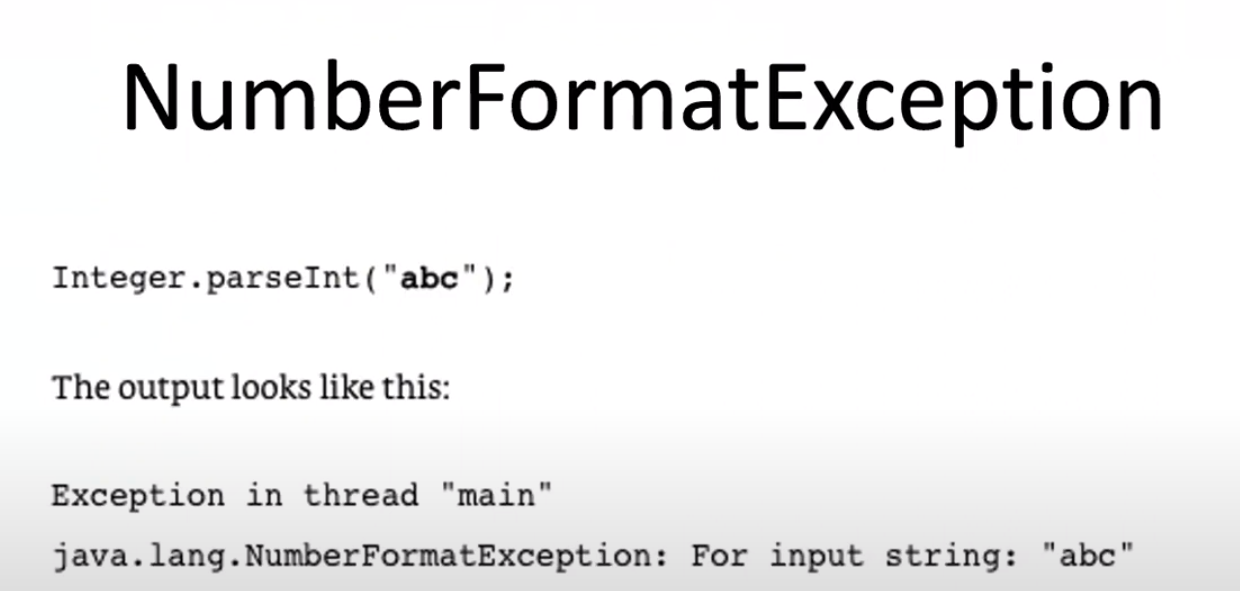 NumberFormatException
Integer.parseInt("abc");
The output looks like this:
Exception in thread "main"
java.lang.NumberFormatException: For input string: "abc"